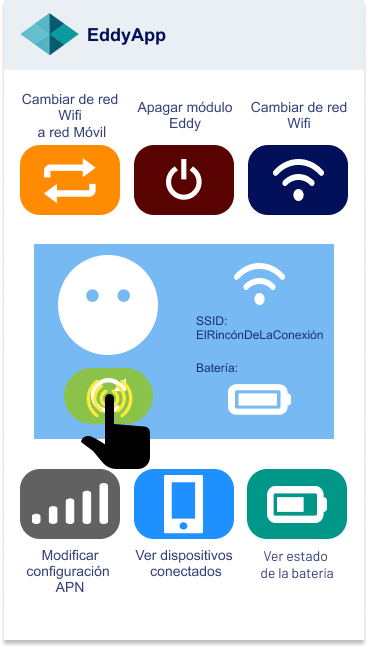 EddyApp
Cambiar de red
Wifi
a red Móvil
Apagar módulo
Eddy
Cambiar de red
Wifi
SSID:
ElRincónDeLaConexión
Batería:
Modificar
configuración
APN
Ver dispositivos
conectados
Ver estado
de la batería